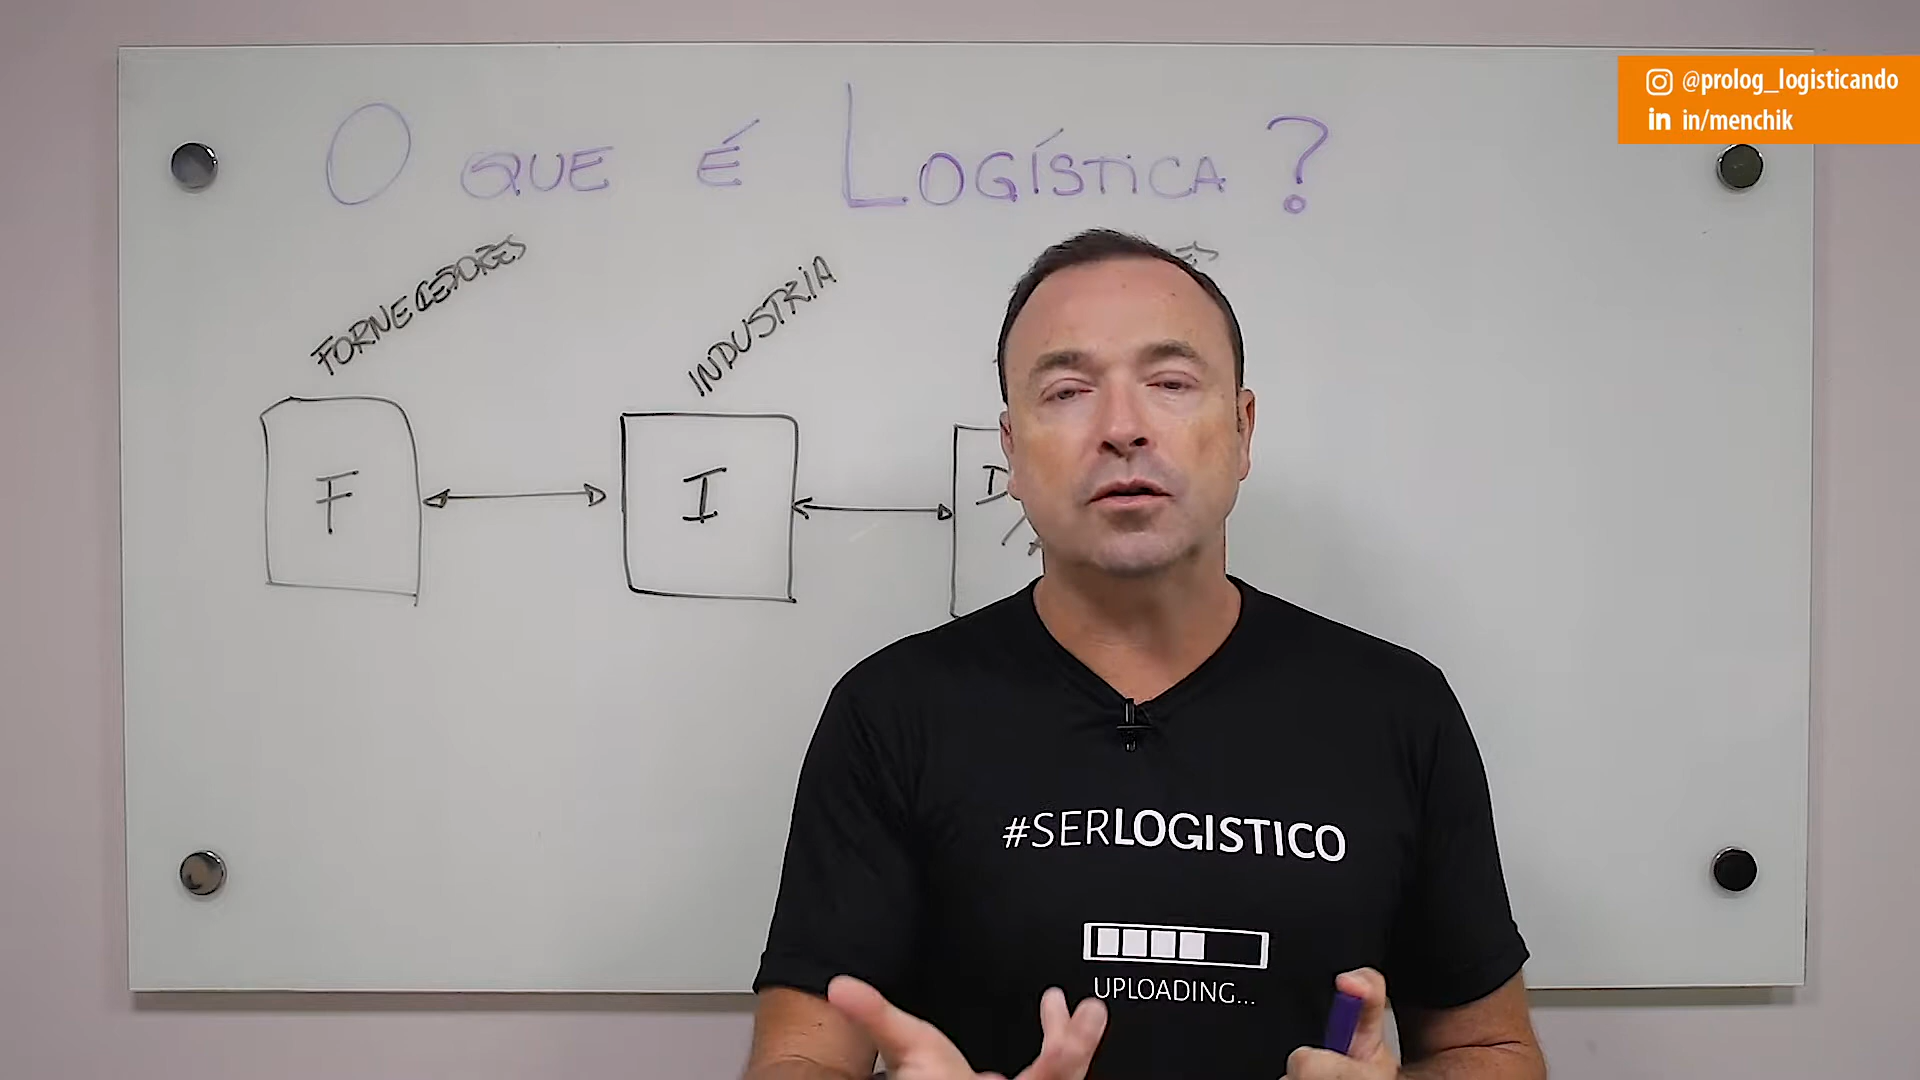 @prolog_logisticando
in/menchik
O QUE É LOGÍSTICA?
FORNECEDORES
INDUSTRIA
F
I
D
#SERLOGISTICO
UPLOADING...